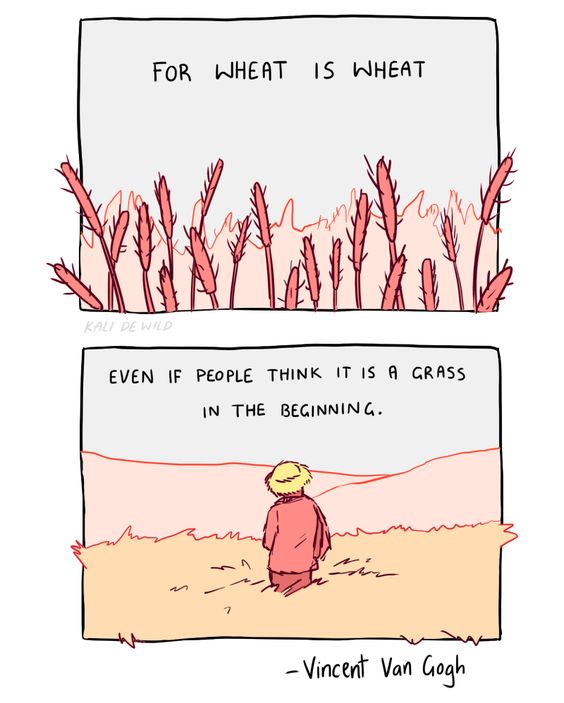 FOR WHEAT IS WHEAT
KALI DE WILD
EVEN IF PEOPLE THINK IT IS A GRASS
IN THE BEGINNING.
- Vincent Van Gogh